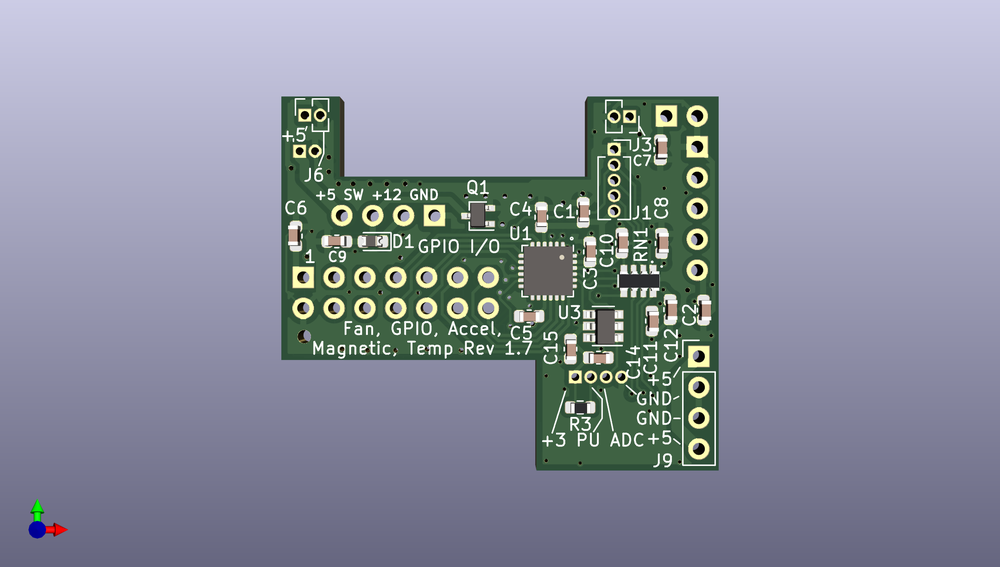 +5
J6
J3
C7
+5 SW +12 GND
Q1
C6
C4
C1
J1
C8
U1
D1
GPIO I/O
C9
C10
RN1
1
C3
U3
C2
Fan, GPIO, Accel,
C5
Magnetic, Temp Rev 1.7
C15
C14
C11
C12
+5
GND
GND
R3
+3 PU ADC
+5
J9